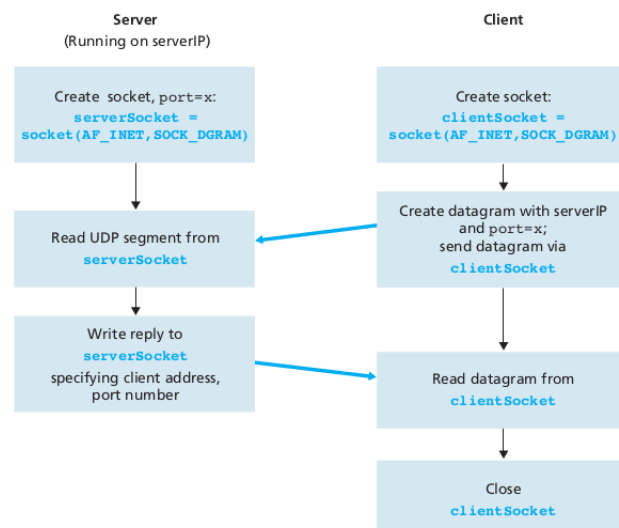 Server
(Running on serverIP)
Create socket, port=x:
serverSocket =
socket(AF_INET,SOCK_DGRAM)
Read UDP segment from
serverSocket
Write reply to
serverSocket
specifying client address,
port number
Client
Create socket:
clientSocket =
socket(AF_INET,SOCK_DGRAM)
Create datagram with serverIP
and port=x;
send datagram via
clientSocket
Read datagram from
clientSocket
Close
clientSocket